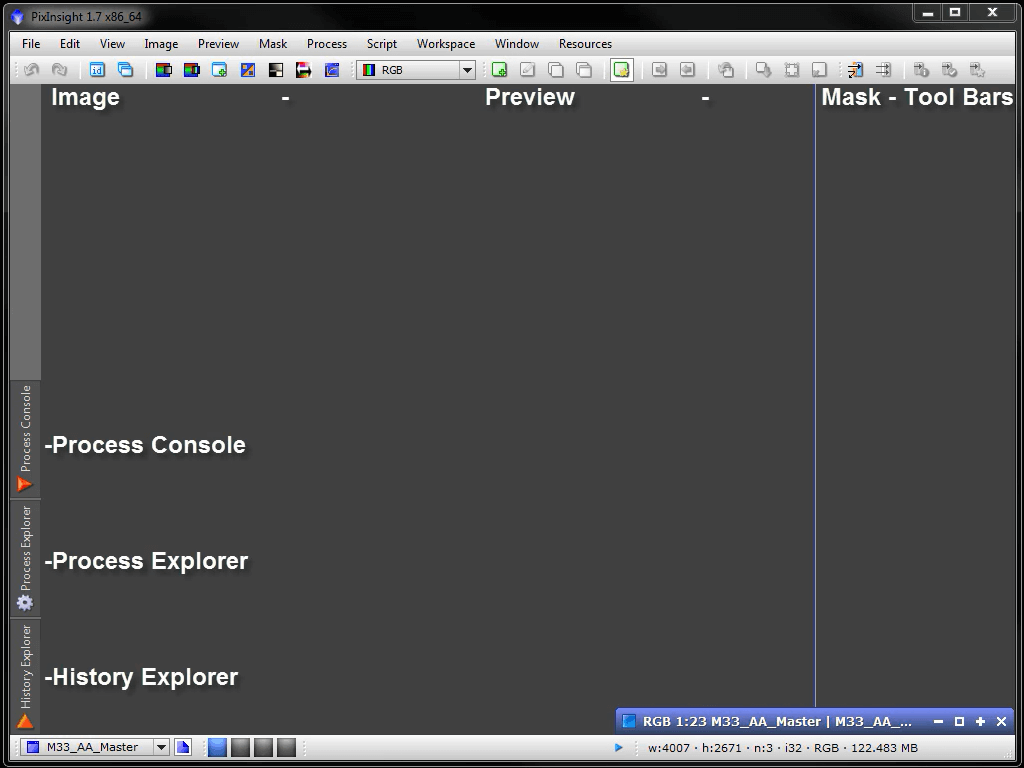 PixInsight 1.7 x86_64
File Edit View Image Preview Mask Process Script Workspace Window Resources
id RGB
Image - Preview - Mask - Tool Bars
Process Console
-Process Console
Process Explorer
-Process Explorer
History Explorer
-History Explorer
RGB 1:23 M33_AA_Master | M33_AA_...
M33_AA_Master w:4007 · h:2671 · n:3 · i32 · RGB · 122.483 MB